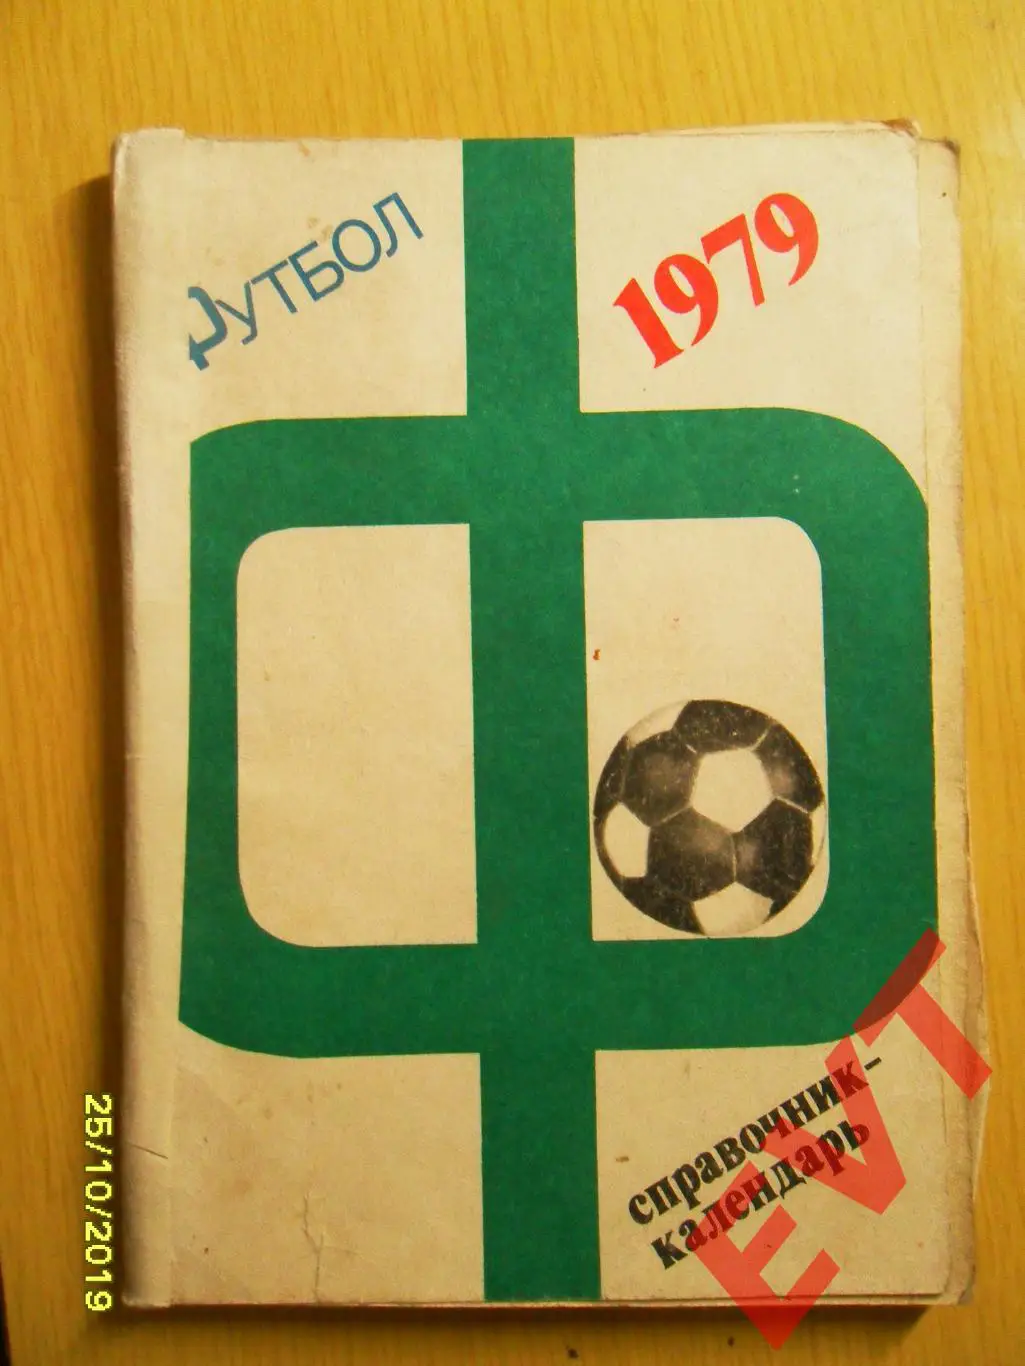 ФУТБОЛ
1979
Ф
справочник-
календарь
EVT
25/10/2019